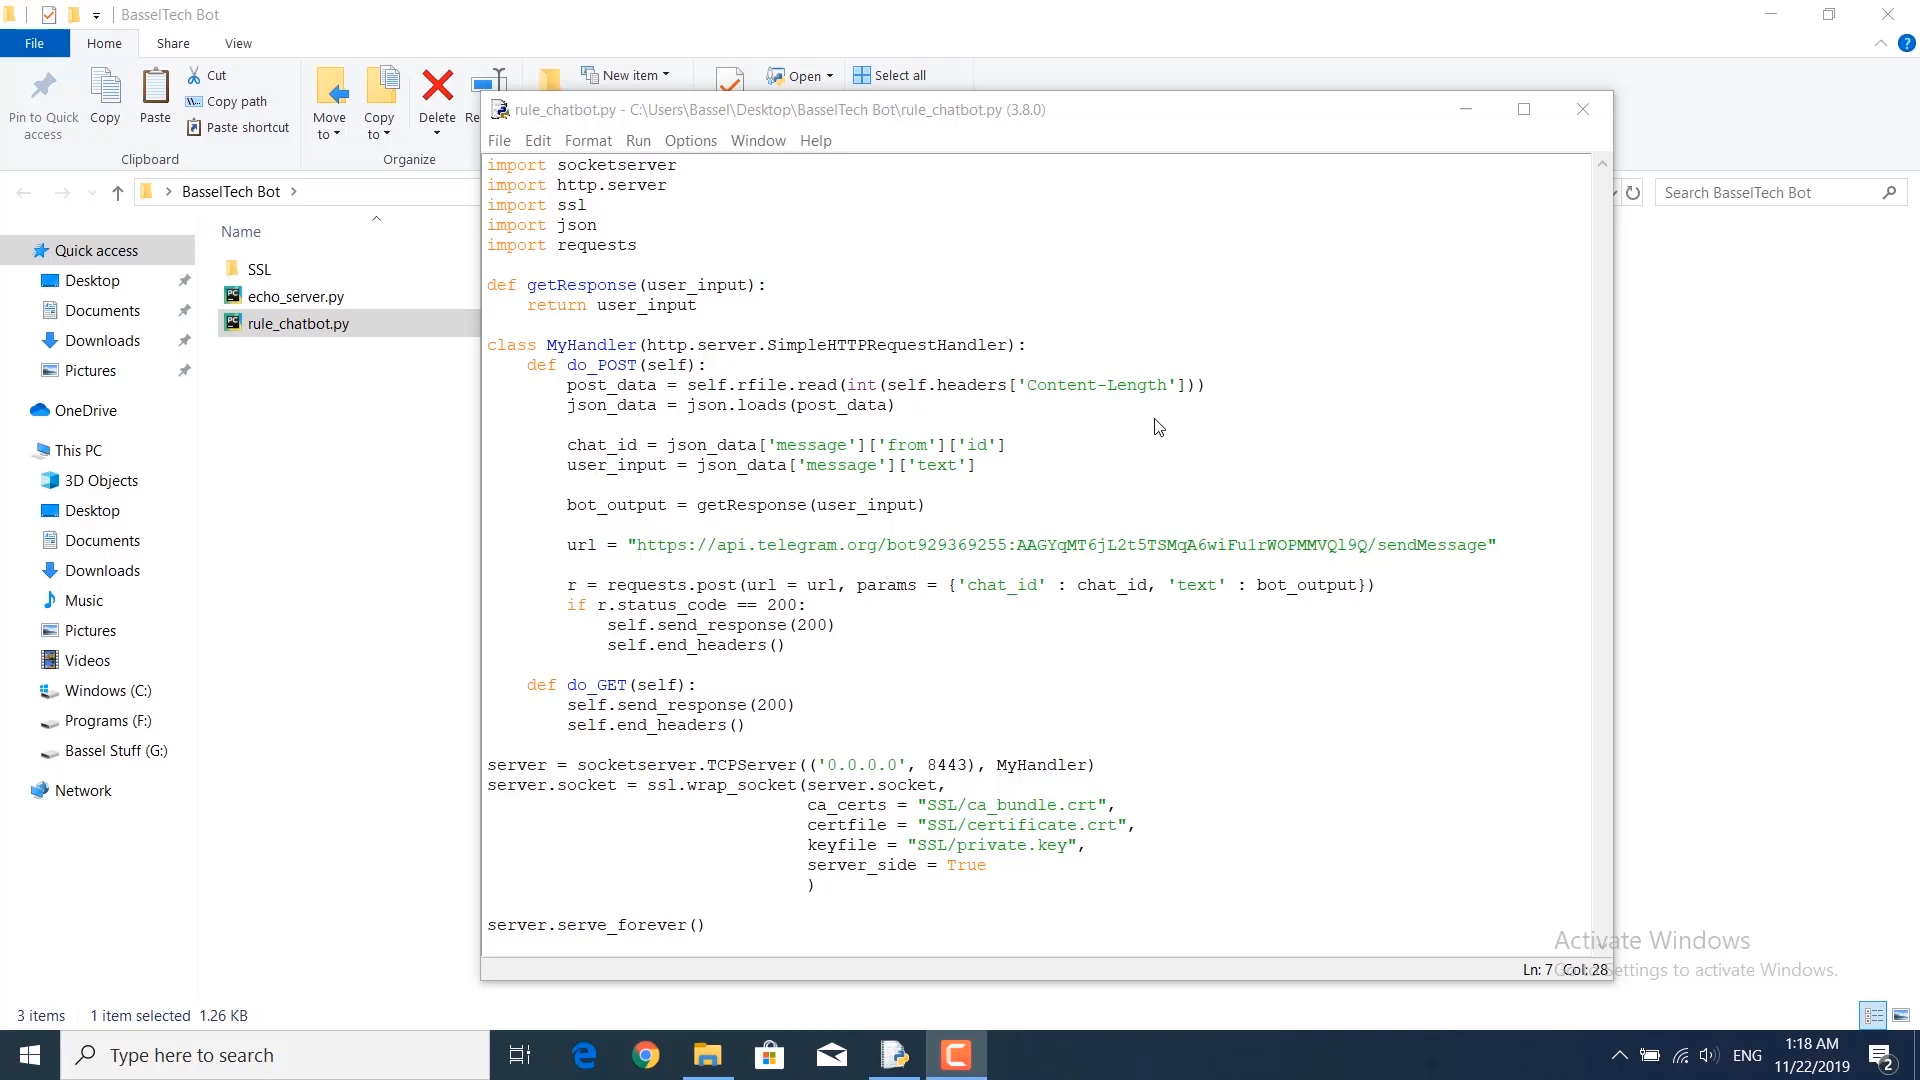 BasselTech Bot
File
Home
Share
View
Pin to Quick access
Copy
Paste
Cut
Copy path
Paste shortcut
Clipboard
Move to
Copy to
Delete
Organize
New item
Open
Select all
BasselTech Bot
Search BasselTech Bot
Name
SSL
echo_server.py
rule_chatbot.py
Quick access
Desktop
Documents
Downloads
Pictures
OneDrive
This PC
3D Objects
Desktop
Documents
Downloads
Music
Pictures
Videos
Windows (C:)
Programs (F:)
Bassel Stuff (G:)
Network
3 items 1 item selected 1.26 KB
rule_chatbot.py - C:\Users\Bassel\Desktop\BasselTech Bot\rule_chatbot.py (3.8.0)
File Edit Format Run Options Window Help
import socketserver
import http.server
import ssl
import json
import requests
def getResponse(user_input):
    return user_input
class MyHandler(http.server.SimpleHTTPRequestHandler):
    def do_POST(self):
        post_data = self.rfile.read(int(self.headers['Content-Length']))
        json_data = json.loads(post_data)
        chat_id = json_data['message']['from']['id']
        user_input = json_data['message']['text']
        bot_output = getResponse(user_input)
        url = "https://api.telegram.org/bot929369255:AAGYqMT6jL2t5TSMqA6wiFu1rWOPMMVQl9Q/sendMessage"
        r = requests.post(url = url, params = {'chat_id' : chat_id, 'text' : bot_output})
        if r.status_code == 200:
            self.send_response(200)
            self.end_headers()
    def do_GET(self):
        self.send_response(200)
        self.end_headers()
server = socketserver.TCPServer(('0.0.0.0', 8443), MyHandler)
server.socket = ssl.wrap_socket(server.socket,
                                ca_certs = "SSL/ca_bundle.crt",
                                certfile = "SSL/certificate.crt",
                                keyfile = "SSL/private.key",
                                server_side = True
                                )
server.serve_forever()
Ln: 7 Col: 28
Activate Windows
Settings to activate Windows.
Type here to search
ENG
1:18 AM
11/22/2019
2